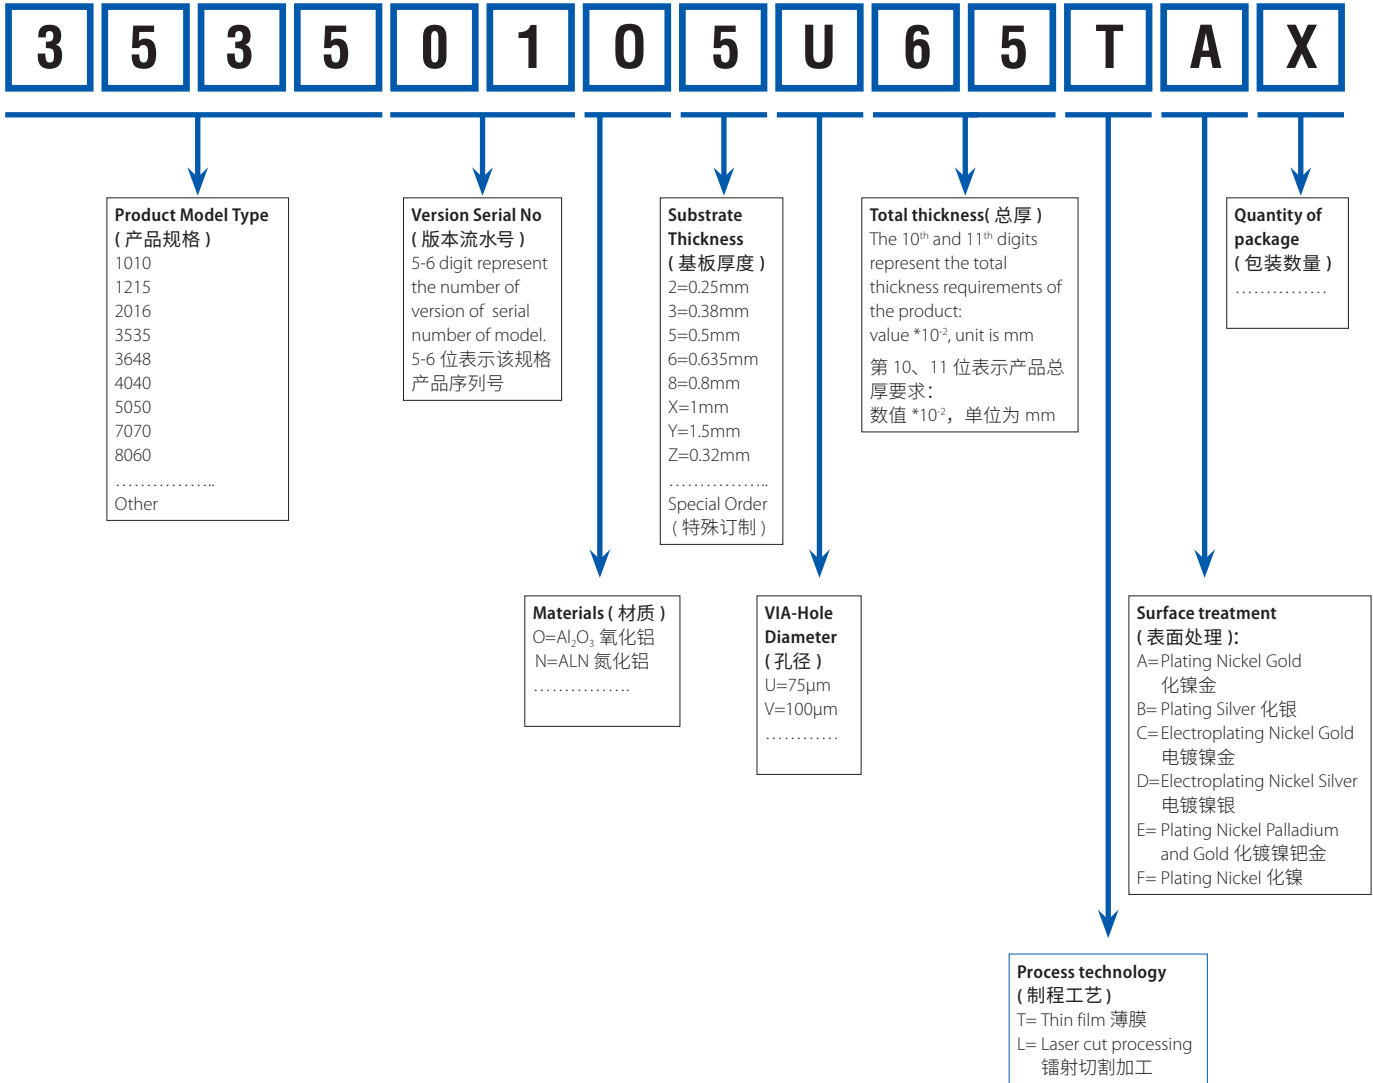 3 5 3 5 0 1 O 5 U 6 5 T A X
Product Model Type
( 产品规格 )
1010
1215
2016
3535
3648
4040
5050
7070
8060
……………..
Other
Version Serial No
( 版本流水号 )
5-6 digit represent
the number of
version of serial
number of model.
5-6 位表示该规格
产品序列号
Substrate
Thickness
( 基板厚度 )
2=0.25mm
3=0.38mm
5=0.5mm
6=0.635mm
8=0.8mm
X=1mm
Y=1.5mm
Z=0.32mm
……………..
Special Order
( 特殊订制 )
Total thickness( 总厚 )
The 10th and 11th digits
represent the total
thickness requirements of
the product:
value *10-2, unit is mm
第 10、11 位表示产品总
厚要求：
数值 *10-2，单位为 mm
Quantity of
package
( 包装数量 )
……………
Materials ( 材质 )
O=Al2O3 氧化铝
N=ALN 氮化铝
…………….
VIA-Hole
Diameter
( 孔径 )
U=75μm
V=100μm
…………
Surface treatment
( 表面处理 ):
A= Plating Nickel Gold
化镍金
B= Plating Silver 化银
C= Electroplating Nickel Gold
电镀镍金
D=Electroplating Nickel Silver
电镀镍银
E= Plating Nickel Palladium
and Gold 化镀镍钯金
F= Plating Nickel 化镍
Process technology
( 制程工艺 )
T= Thin film 薄膜
L= Laser cut processing
镭射切割加工